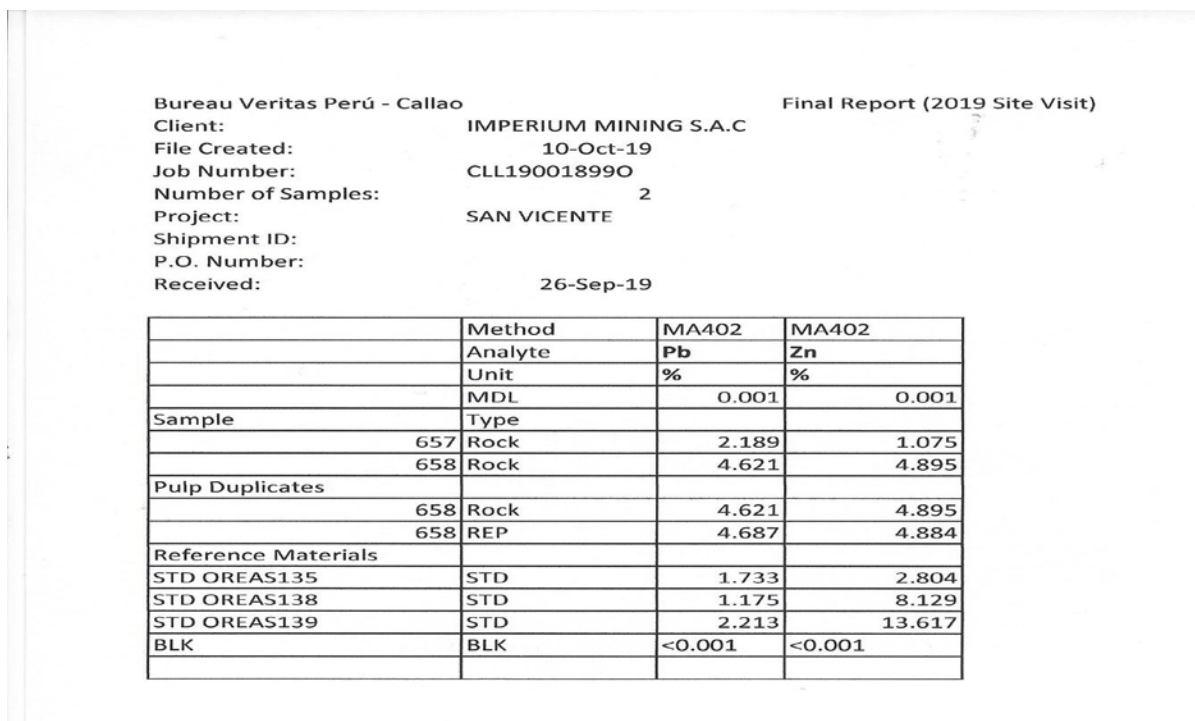 Bureau Veritas Perú - Callao Final Report (2019 Site Visit)
Client: IMPERIUM MINING S.A.C
File Created: 10-Oct-19
Job Number: CLL19001899O
Number of Samples: 2
Project: SAN VICENTE
Shipment ID:
P.O. Number:
Received: 26-Sep-19
Method MA402 MA402
Analyte Pb Zn
Unit % %
MDL 0.001 0.001
Sample Type
657 Rock 2.189 1.075
658 Rock 4.621 4.895
Pulp Duplicates
658 Rock 4.621 4.895
658 REP 4.687 4.884
Reference Materials
STD OREAS135 STD 1.733 2.804
STD OREAS138 STD 1.175 8.129
STD OREAS139 STD 2.213 13.617
BLK BLK <0.001 <0.001